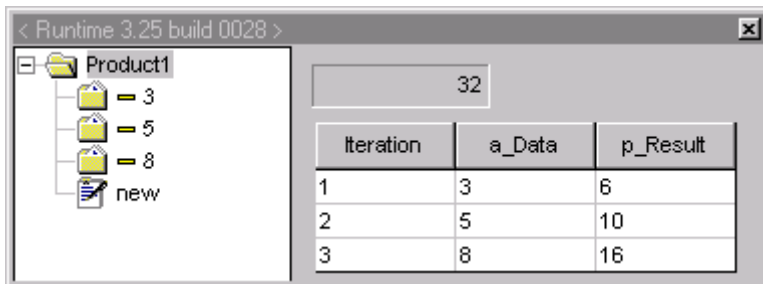 < Runtime 3.25 build 0028 >
Product1
3
5
8
new
32
Iteration a_Data p_Result
1 3 6
2 5 10
3 8 16